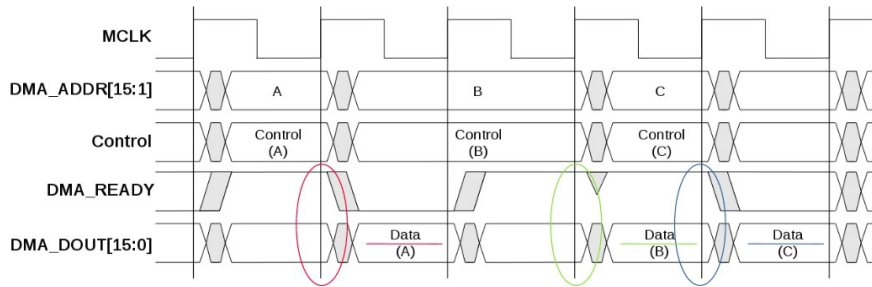 MCLK
DMA_ADDR[15:1]
A
B
C
Control
Control
(A)
Control
(B)
Control
(C)
DMA_READY
DMA_DOUT[15:0]
Data
(A)
Data
(B)
Data
(C)